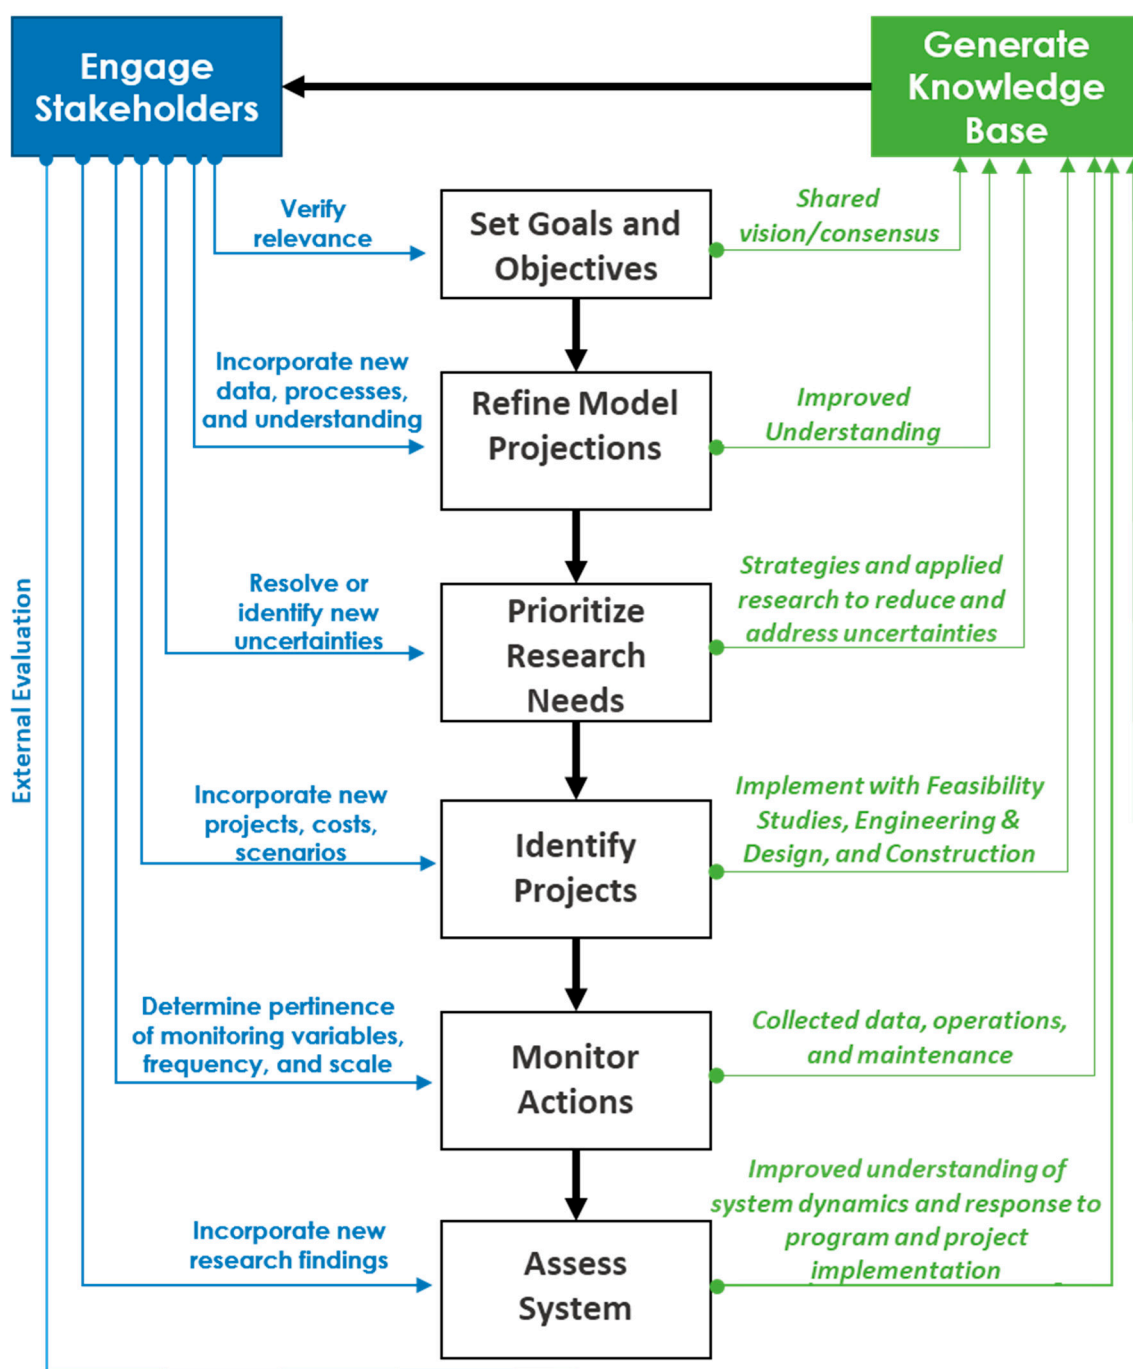 Engage
Stakeholders
Generate
Knowledge
Base
Verify
relevance
Set Goals and
Objectives
Shared
vision/consensus
Incorporate new
data, processes,
and understanding
Refine Model
Projections
Improved
Understanding
Resolve or
identify new
uncertainties
Prioritize
Research
Needs
Strategies and applied
research to reduce and
address uncertainties
External Evaluation
Incorporate new
projects, costs,
scenarios
Identify
Projects
Implement with Feasibility
Studies, Engineering &
Design, and Construction
Determine pertinence
of monitoring variables,
frequency, and scale
Monitor
Actions
Collected data, operations,
and maintenance
Incorporate new
research findings
Assess
System
Improved understanding of
system dynamics and response to
program and project
implementation